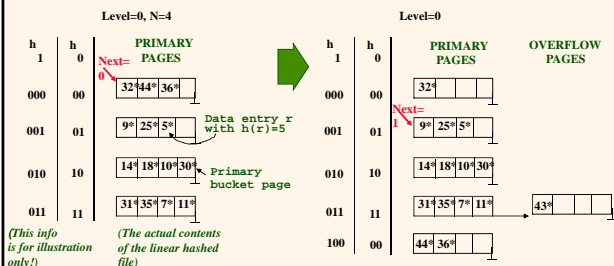 Level=0, N=4
h
1
h
0
PRIMARY
PAGES
Next=
0
000
00
32* 44* 36*
001
01
9* 25* 5*
Data entry r
with h(r)=5
010
10
14* 18* 10* 30*
Primary
bucket page
011
11
31* 35* 7* 11*
(This info
is for illustration
only!)
(The actual contents
of the linear hashed
file)
Level=0
h
1
h
0
PRIMARY
PAGES
OVERFLOW
PAGES
000
00
32*
Next=
1
001
01
9* 25* 5*
010
10
14* 18* 10* 30*
011
11
31* 35* 7* 11*
43*
100
00
44* 36*